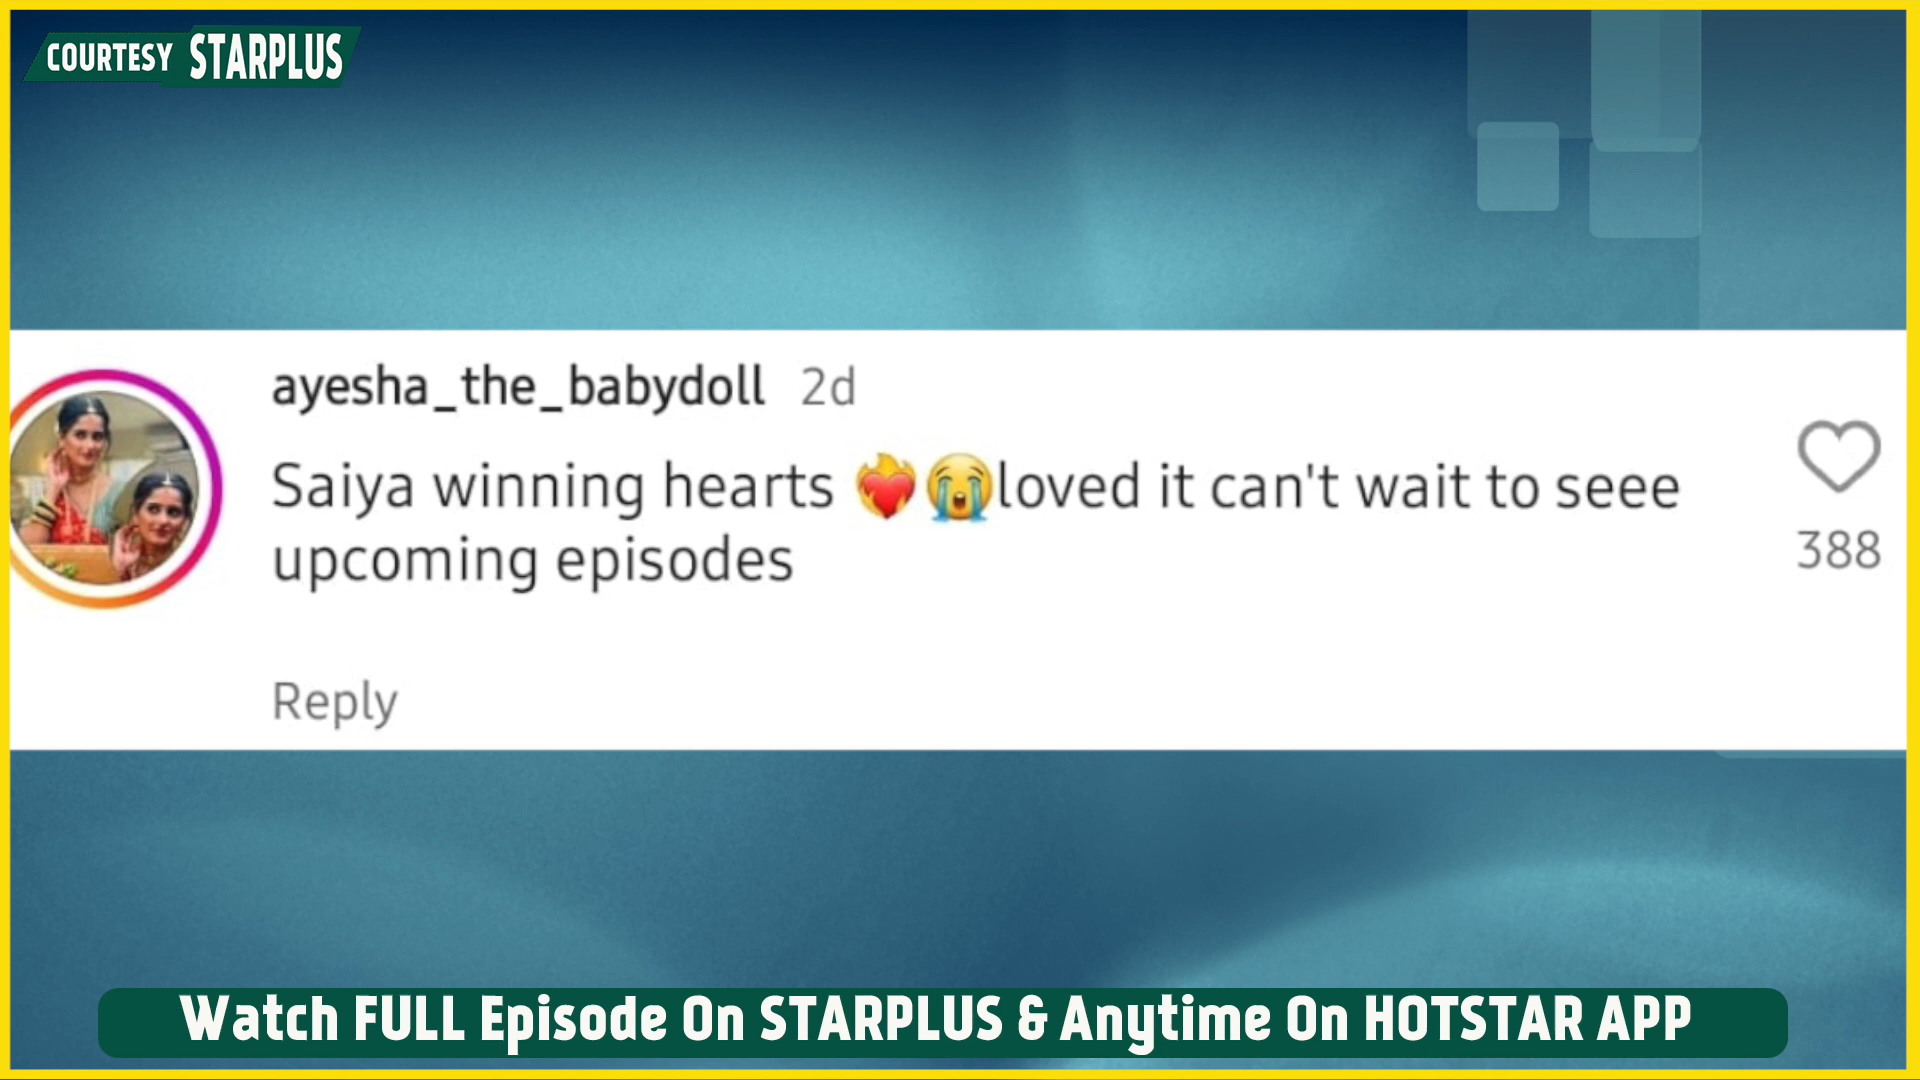 COURTESY STARPLUS
ayesha_the_babydoll 2d
Saiya winning hearts ❤️‍🔥😭loved it can't wait to seee
upcoming episodes
388
Reply
Watch FULL Episode On STARPLUS & Anytime On HOTSTAR APP